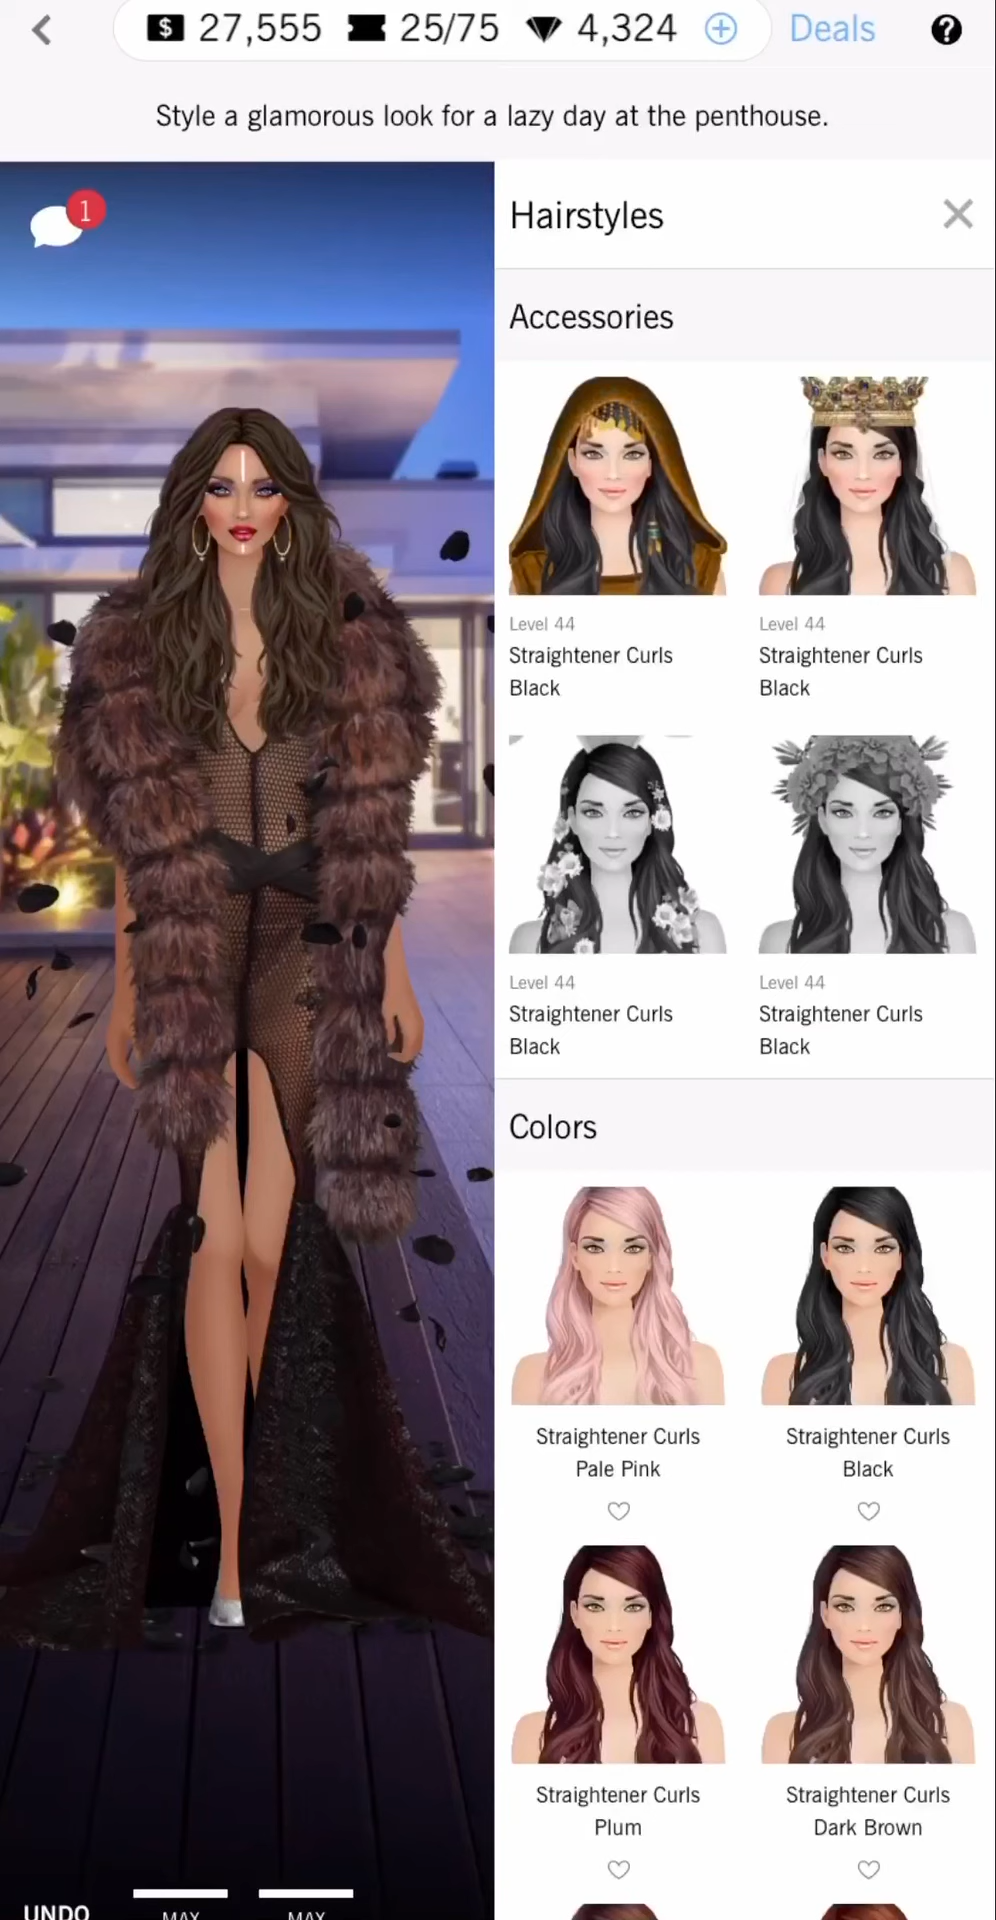 $ 27,555 25/75 4,324 + Deals ?
Style a glamorous look for a lazy day at the penthouse.
1
Hairstyles
Accessories
Level 44
Straightener Curls
Black
Level 44
Straightener Curls
Black
Level 44
Straightener Curls
Black
Level 44
Straightener Curls
Black
Colors
Straightener Curls
Pale Pink
Straightener Curls
Black
Straightener Curls
Plum
Straightener Curls
Dark Brown
UNDO
MAX
MAX